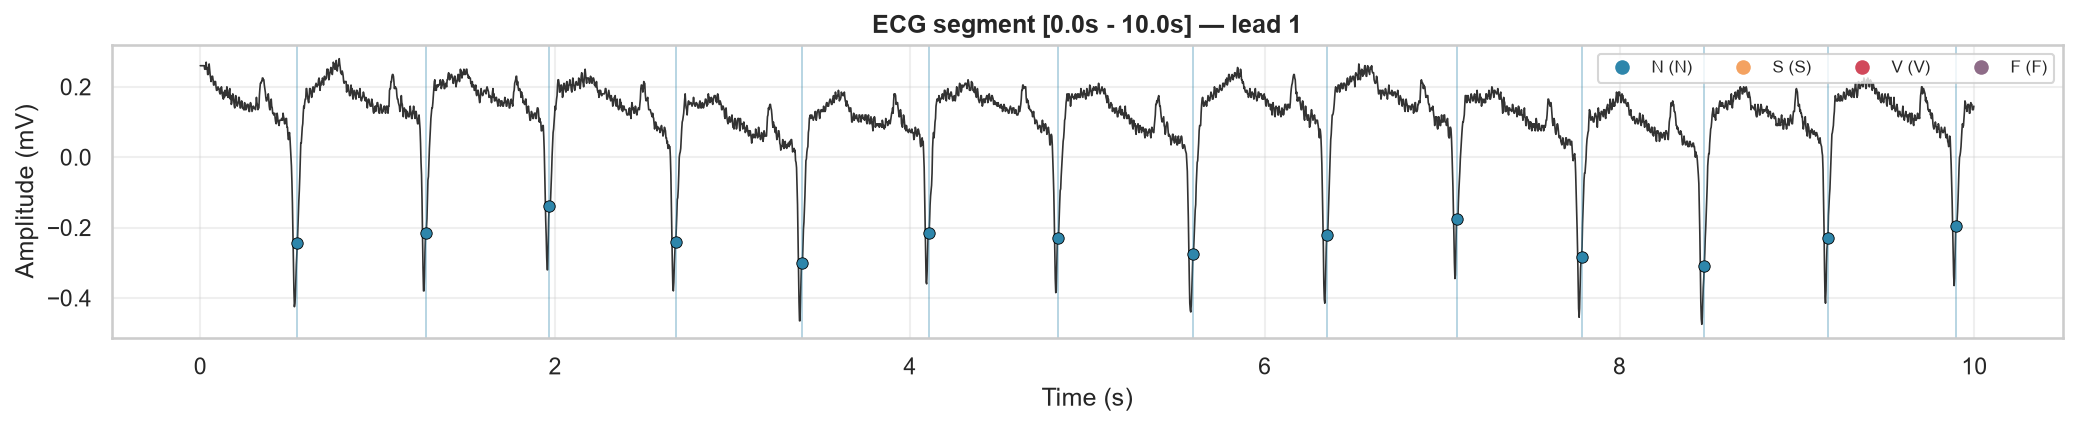 ECG segment [0.0s - 10.0s] — lead 1
N (N) S (S) V (V) F (F)
Amplitude (mV)
0.2
0.0
−0.2
−0.4
0 2 4 6 8 10
Time (s)